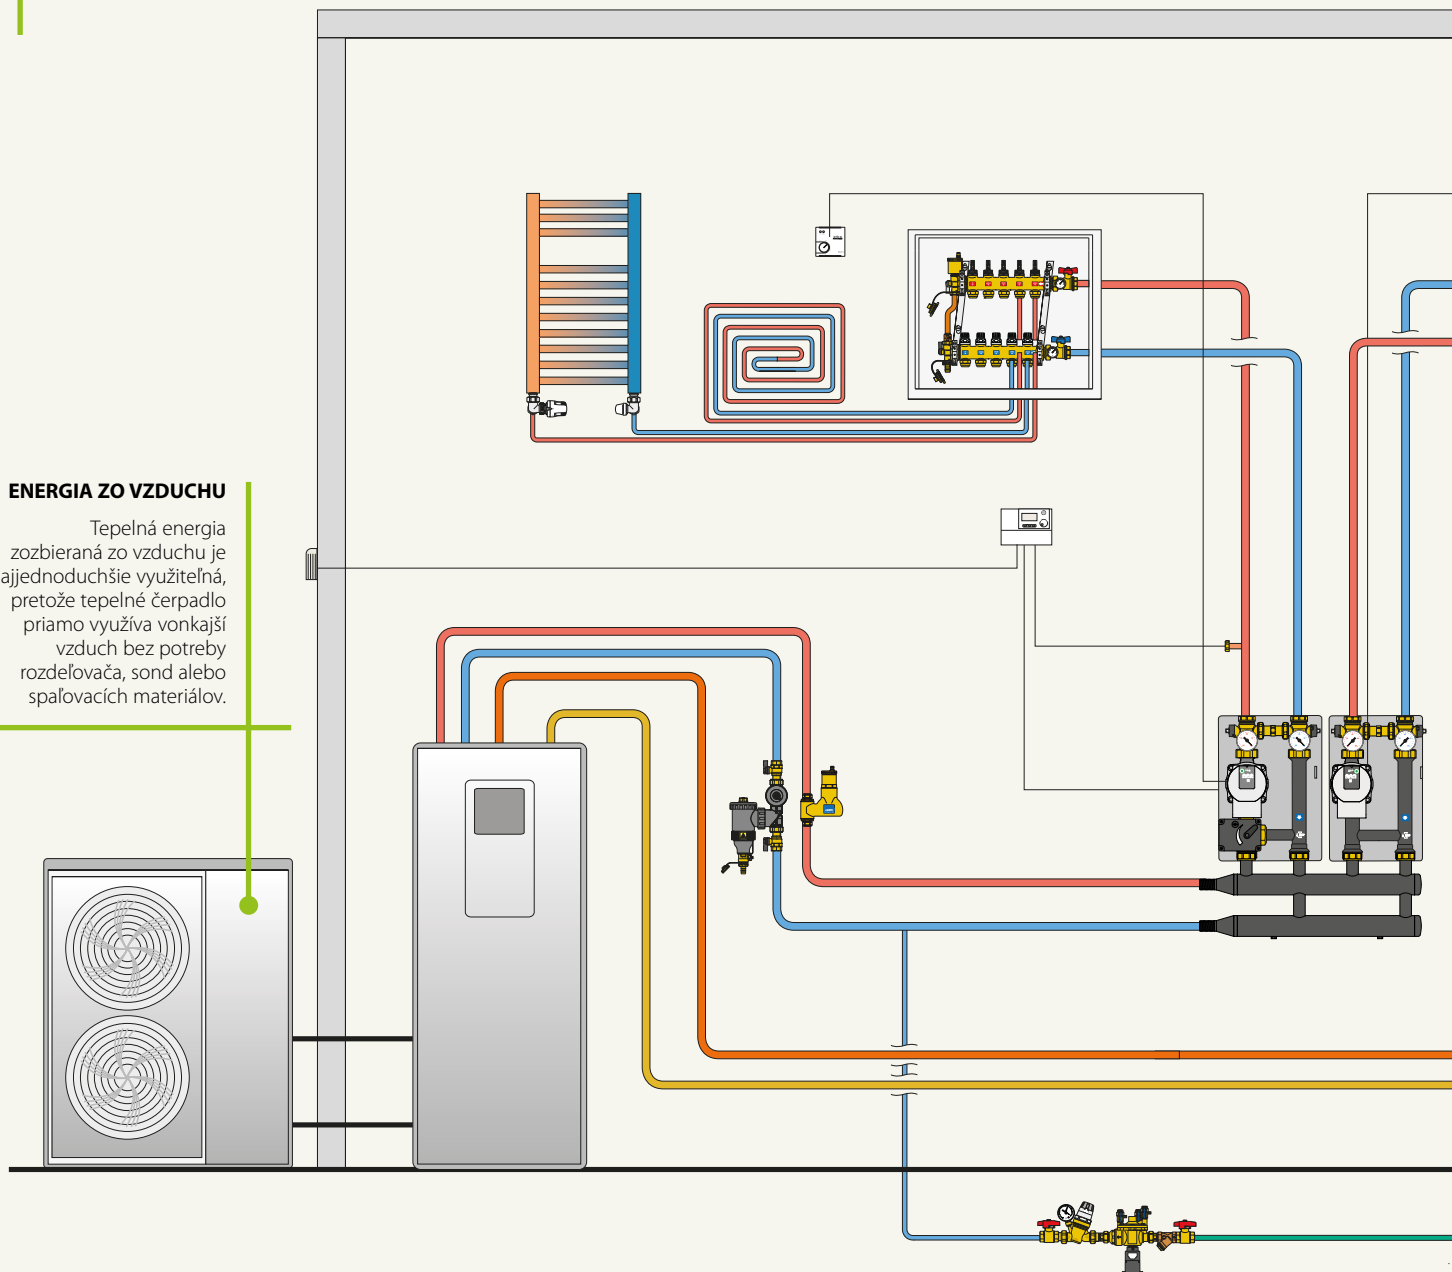 ENERGIA ZO VZDUCHU
Tepelná energia
zozbieraná zo vzduchu je
ajjednoduchšie využiteľná,
pretože tepelné čerpadlo
priamo využíva vonkajší
vzduch bez potreby
rozdeľovača, sond alebo
spaľovacích materiálov.